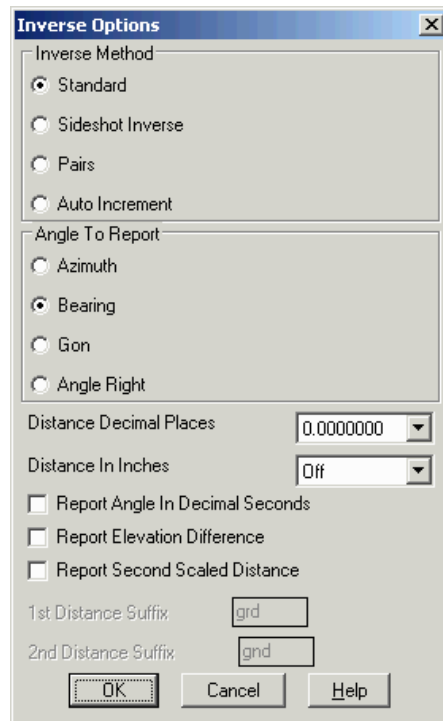 Inverse Options
Inverse Method
Standard
Sideshot Inverse
Pairs
Auto Increment
Angle To Report
Azimuth
Bearing
Gon
Angle Right
Distance Decimal Places 0.0000000
Distance In Inches Off
Report Angle In Decimal Seconds
Report Elevation Difference
Report Second Scaled Distance
1st Distance Suffix grd
2nd Distance Suffix gnd
OK Cancel Help